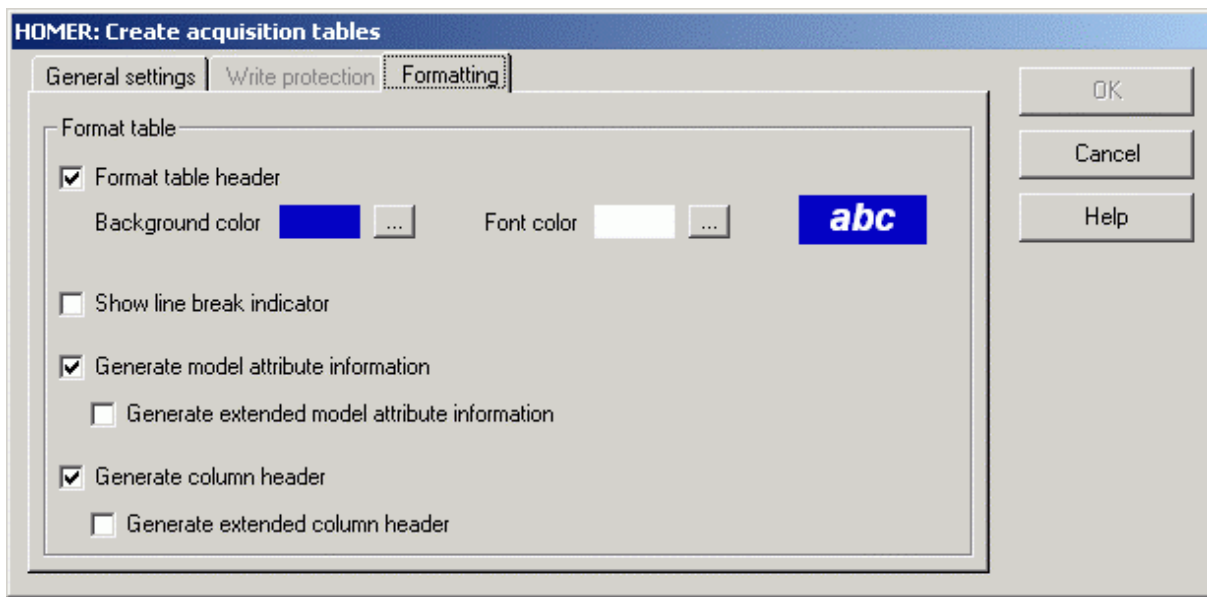 HOMER: Create acquisition tables
General settings Write protection Formatting
OK
Cancel
Help
Format table
Format table header
Background color ... Font color ... abc
Show line break indicator
Generate model attribute information
Generate extended model attribute information
Generate column header
Generate extended column header